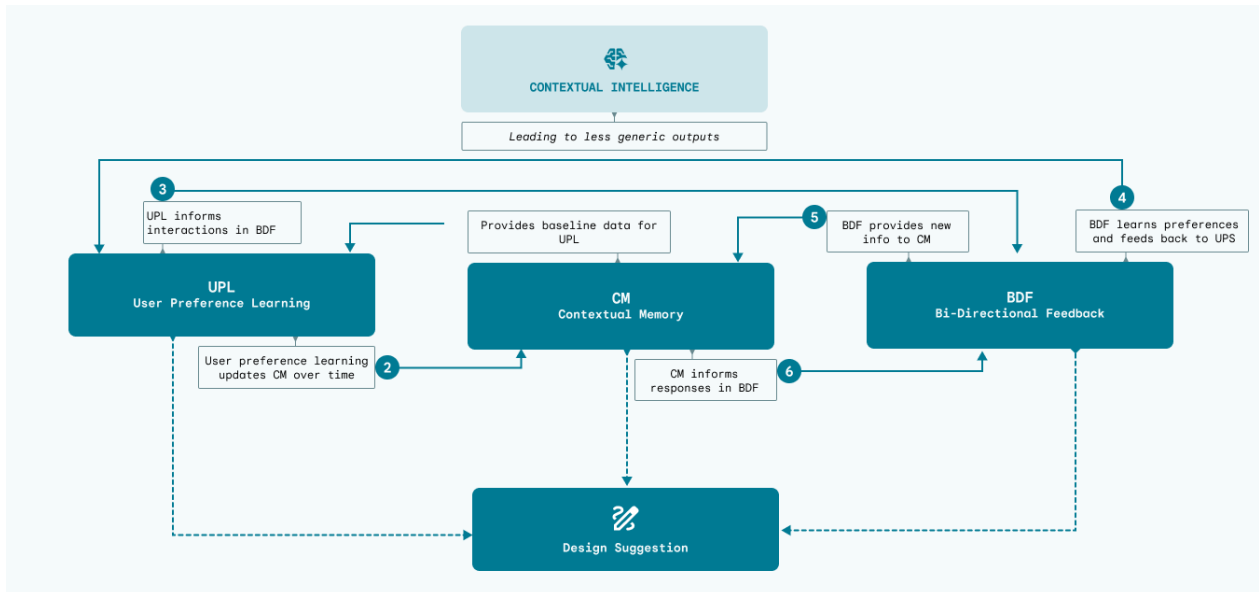 CONTEXTUAL INTELLIGENCE
Leading to less generic outputs
3
4
UPL informs
interactions in BDF
Provides baseline data for
UPL
5
BDF provides new
info to CM
BDF learns preferences
and feeds back to UPS
UPL
User Preference Learning
CM
Contextual Memory
BDF
Bi-Directional Feedback
User preference learning
updates CM over time
2
CM informs
responses in BDF
6
Design Suggestion